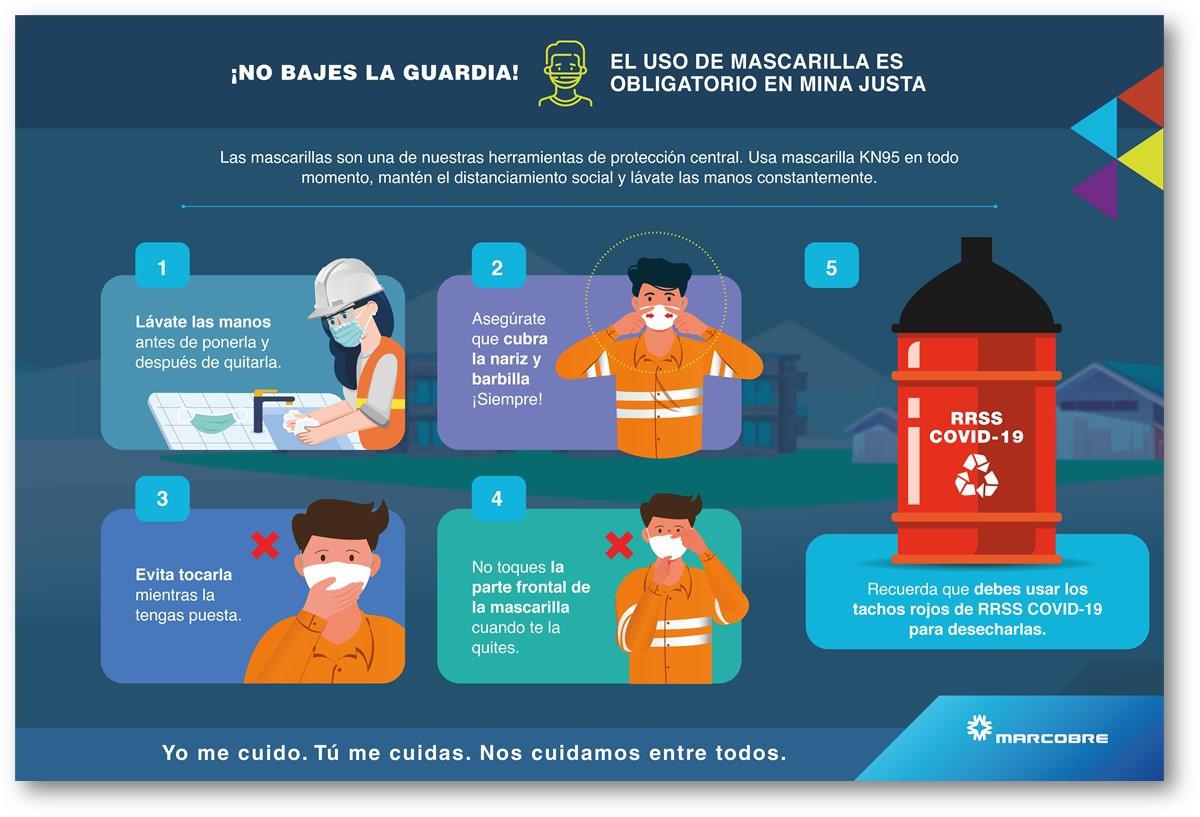 ¡NO BAJES LA GUARDIA!
EL USO DE MASCARILLA ES
OBLIGATORIO EN MINA JUSTA
Las mascarillas son una de nuestras herramientas de protección central. Usa mascarilla KN95 en todo
momento, mantén el distanciamiento social y lávate las manos constantemente.
1
Lávate las manos
antes de ponerla y
después de quitarla.
2
Asegúrate
que cubra
la nariz y
barbilla
¡Siempre!
3
Evita tocarla
mientras la
tengas puesta.
4
No toques la
parte frontal de
la mascarilla
cuando te la
quites.
5
RRSS
COVID-19
Recuerda que debes usar los
tachos rojos de RRSS COVID-19
para desecharlas.
Yo me cuido. Tú me cuidas. Nos cuidamos entre todos.
MARCOBRE